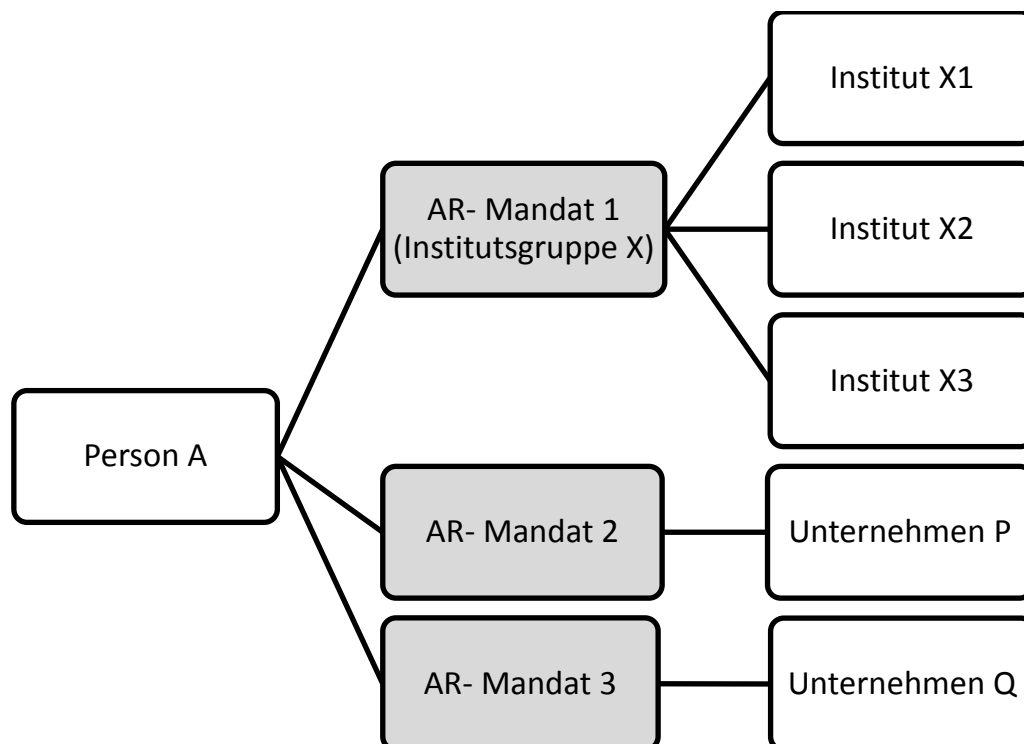 Institut X1
AR- Mandat 1
(Institutsgruppe X)
Institut X2
Institut X3
Person A
AR- Mandat 2
Unternehmen P
AR- Mandat 3
Unternehmen Q